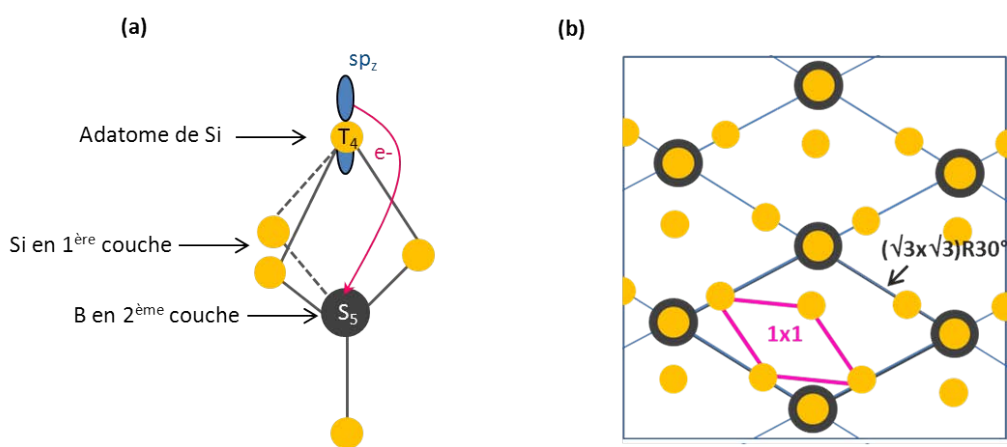 (a)
sp_z
Adatome de Si
T₄
e-
Si en 1ère couche
B en 2ème couche
S₅
(b)
(√3x√3)R30°
1x1